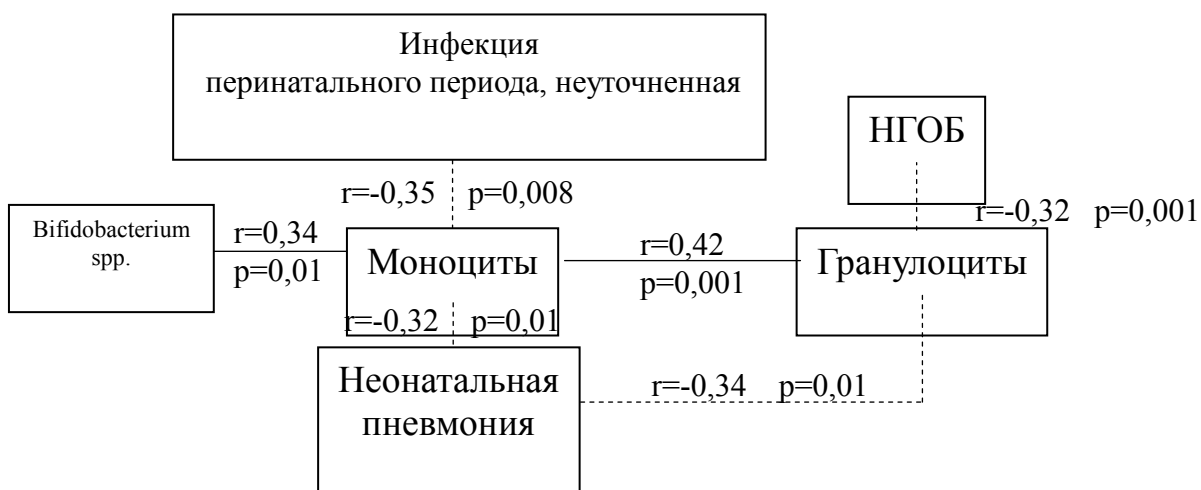 Инфекция
перинатального периода, неуточненная
НГОБ
r=-0,35 p=0,008
r=-0,32 p=0,001
Bifidobacterium
spp.
r=0,34
p=0,01
Моноциты
r=0,42
p=0,001
Гранулоциты
r=-0,32 p=0,01
Неонатальная
пневмония
r=-0,34 p=0,01